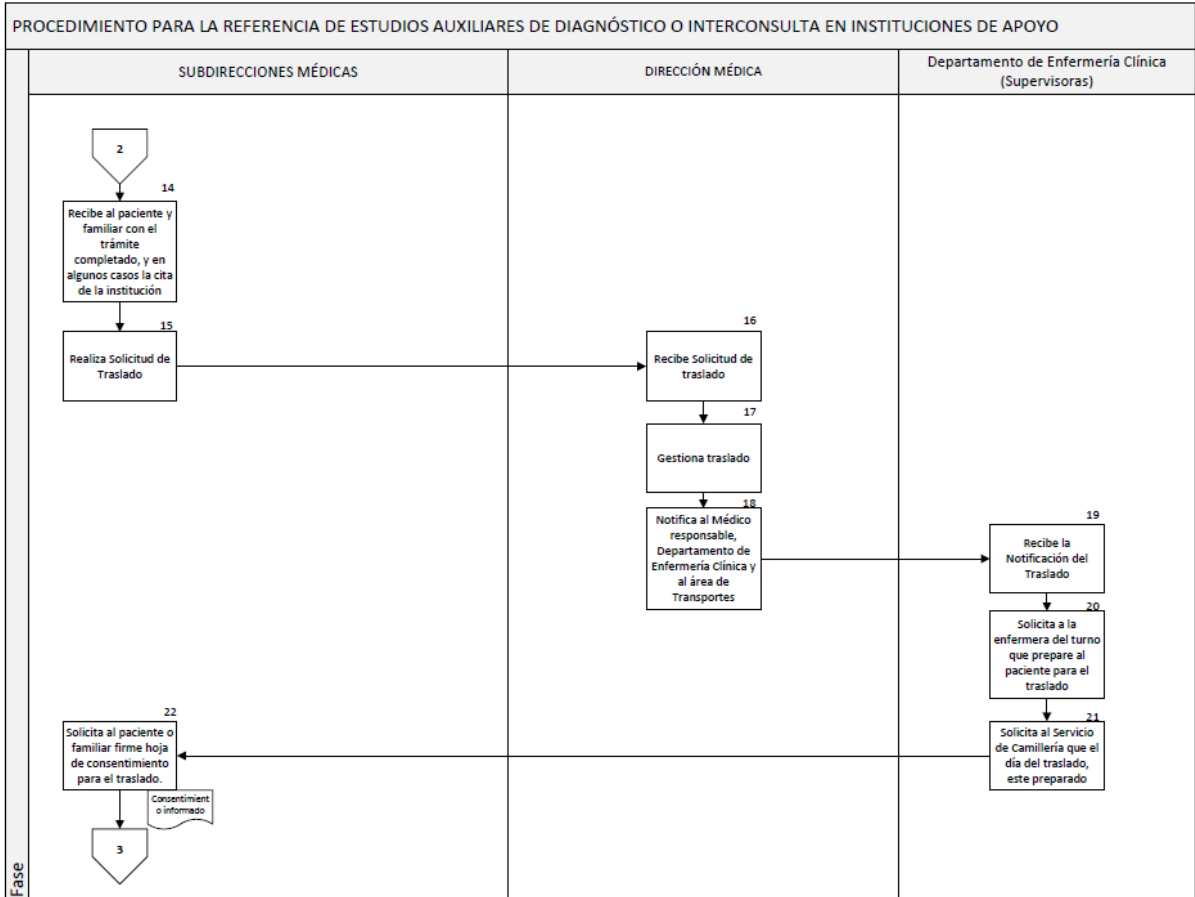 PROCEDIMIENTO PARA LA REFERENCIA DE ESTUDIOS AUXILIARES DE DIAGNÓSTICO O INTERCONSULTA EN INSTITUCIONES DE APOYO
SUBDIRECCIONES MÉDICAS
DIRECCIÓN MÉDICA
Departamento de Enfermería Clínica
(Supervisoras)
2
14
Recibe al paciente y
familiar con el
trámite
completado, y en
algunos casos la cita
de la institución
15
Realiza Solicitud de
Traslado
16
Recibe Solicitud de
traslado
17
Gestiona traslado
18
Notifica al Médico
responsable,
Departamento de
Enfermería Clínica y
al área de
Transportes
19
Recibe la
Notificación del
Traslado
20
Solicita a la
enfermera del turno
que prepare al
paciente para el
traslado
21
Solicita al Servicio
de Camillería que el
día del traslado,
este preparado
22
Solicita al paciente o
familiar firme hoja
de consentimiento
para el traslado.
Consentimient
o informado
3
Fase